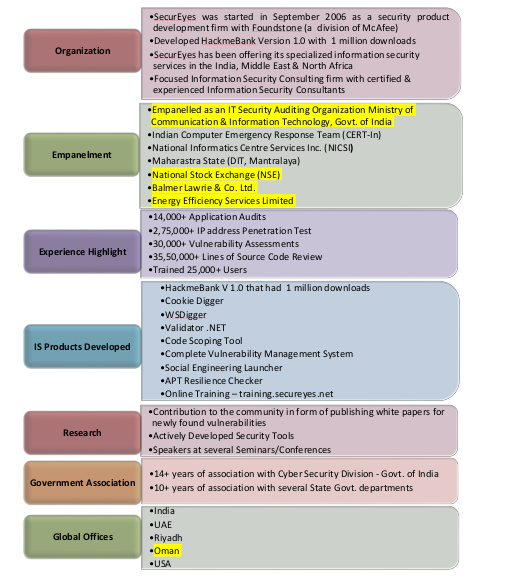 Organization
•SecurEyes was started in September 2006 as a security product
development firm with Foundstone (a division of McAfee)
•Developed HackmeBank Version 1.0 with 1 million downloads
•SecurEyes has been offering its specialized information security
services in the India, Middle East & North Africa
•Focused Information Security Consulting firm with certified &
experienced Information Security Consultants
Empanelment
•Empanelled as an IT Security Auditing Organization Ministry of
Communication & Information Technology, Govt. of India
•Indian Computer Emergency Response Team (CERT-In)
•National Informatics Centre Services Inc. (NICSI)
•Maharastra State (DIT, Mantralaya)
•National Stock Exchange (NSE)
•Balmer Lawrie & Co. Ltd.
•Energy Efficiency Services Limited
Experience Highlight
•14,000+ Application Audits
•2,75,000+ IP address Penetration Test
•30,000+ Vulnerability Assessments
•35,50,000+ Lines of Source Code Review
•Trained 25,000+ Users
IS Products Developed
•HackmeBank V 1.0 that had 1 million downloads
•Cookie Digger
•WSDigger
•Validator .NET
•Code Scoping Tool
•Complete Vulnerability Management System
•Social Engineering Launcher
•APT Resilience Checker
•Online Training – training.secureyes.net
Research
•Contribution to the community in form of publishing white papers for
newly found vulnerabilities
•Actively Developed Security Tools
•Speakers at several Seminars/Conferences
Government Association
•14+ years of association with Cyber Security Division - Govt. of India
•10+ years of association with several State Govt. departments
Global Offices
•India
•UAE
•Riyadh
•Oman
•USA